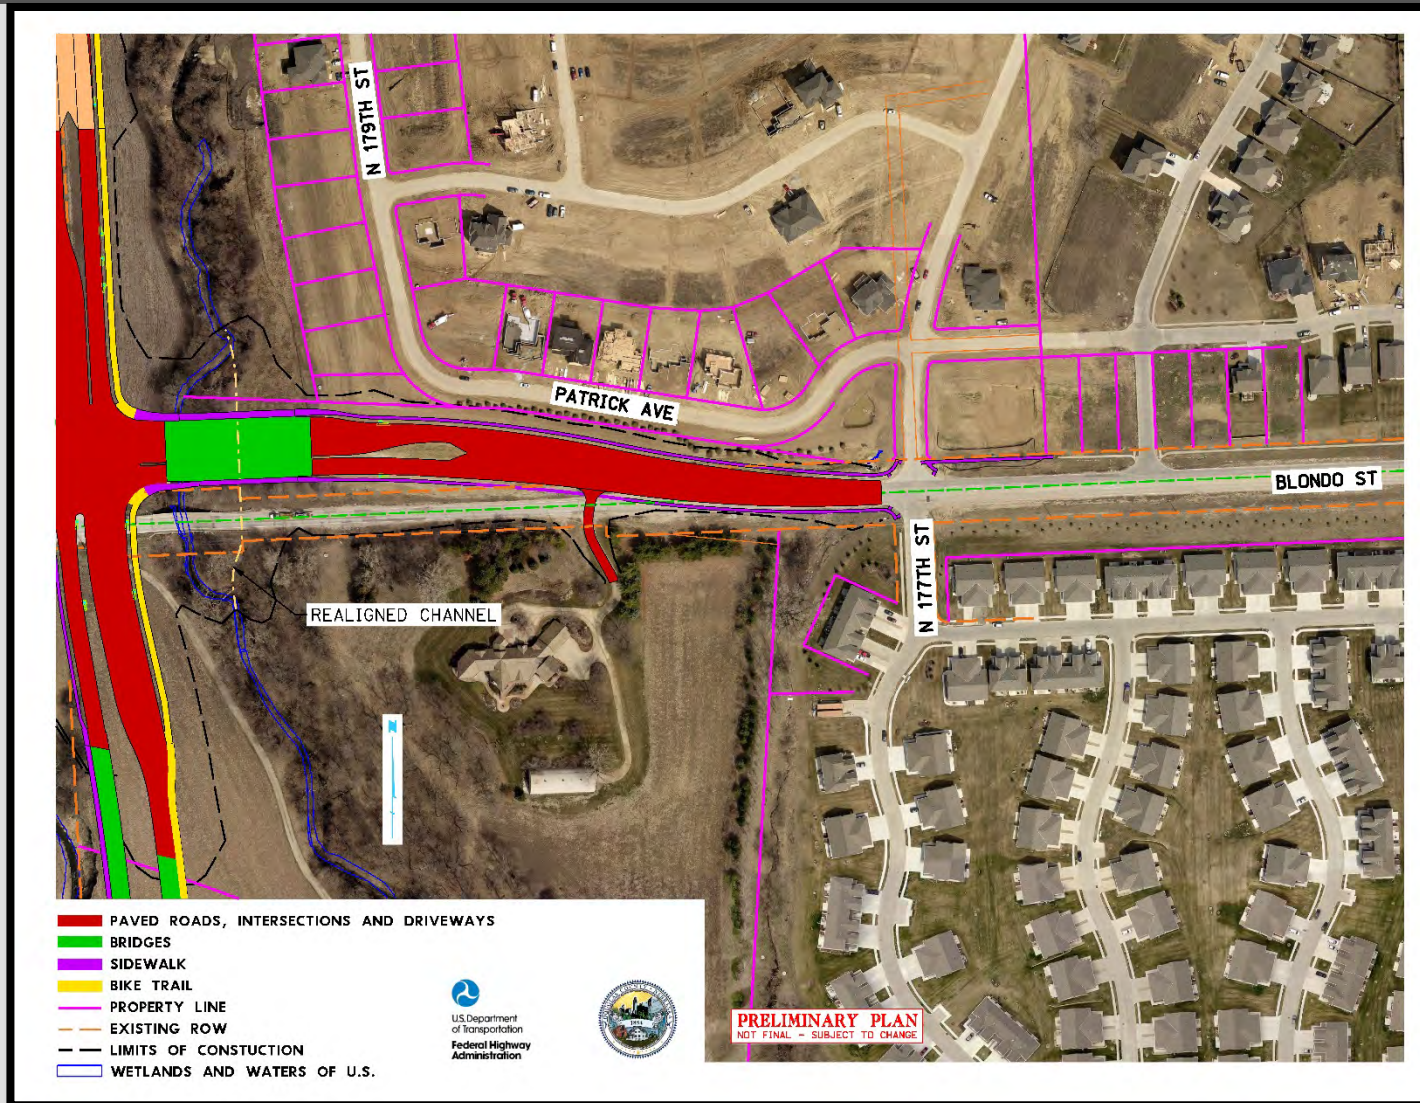 N 179TH ST
PATRICK AVE
BLONDO ST
N 177TH ST
REALIGNED CHANNEL
N
PAVED ROADS, INTERSECTIONS AND DRIVEWAYS
BRIDGES
SIDEWALK
BIKE TRAIL
PROPERTY LINE
EXISTING ROW
LIMITS OF CONSTUCTION
WETLANDS AND WATERS OF U.S.
U.S.Department
of Transportation
Federal Highway
Administration
1854
PRELIMINARY PLAN
NOT FINAL - SUBJECT TO CHANGE